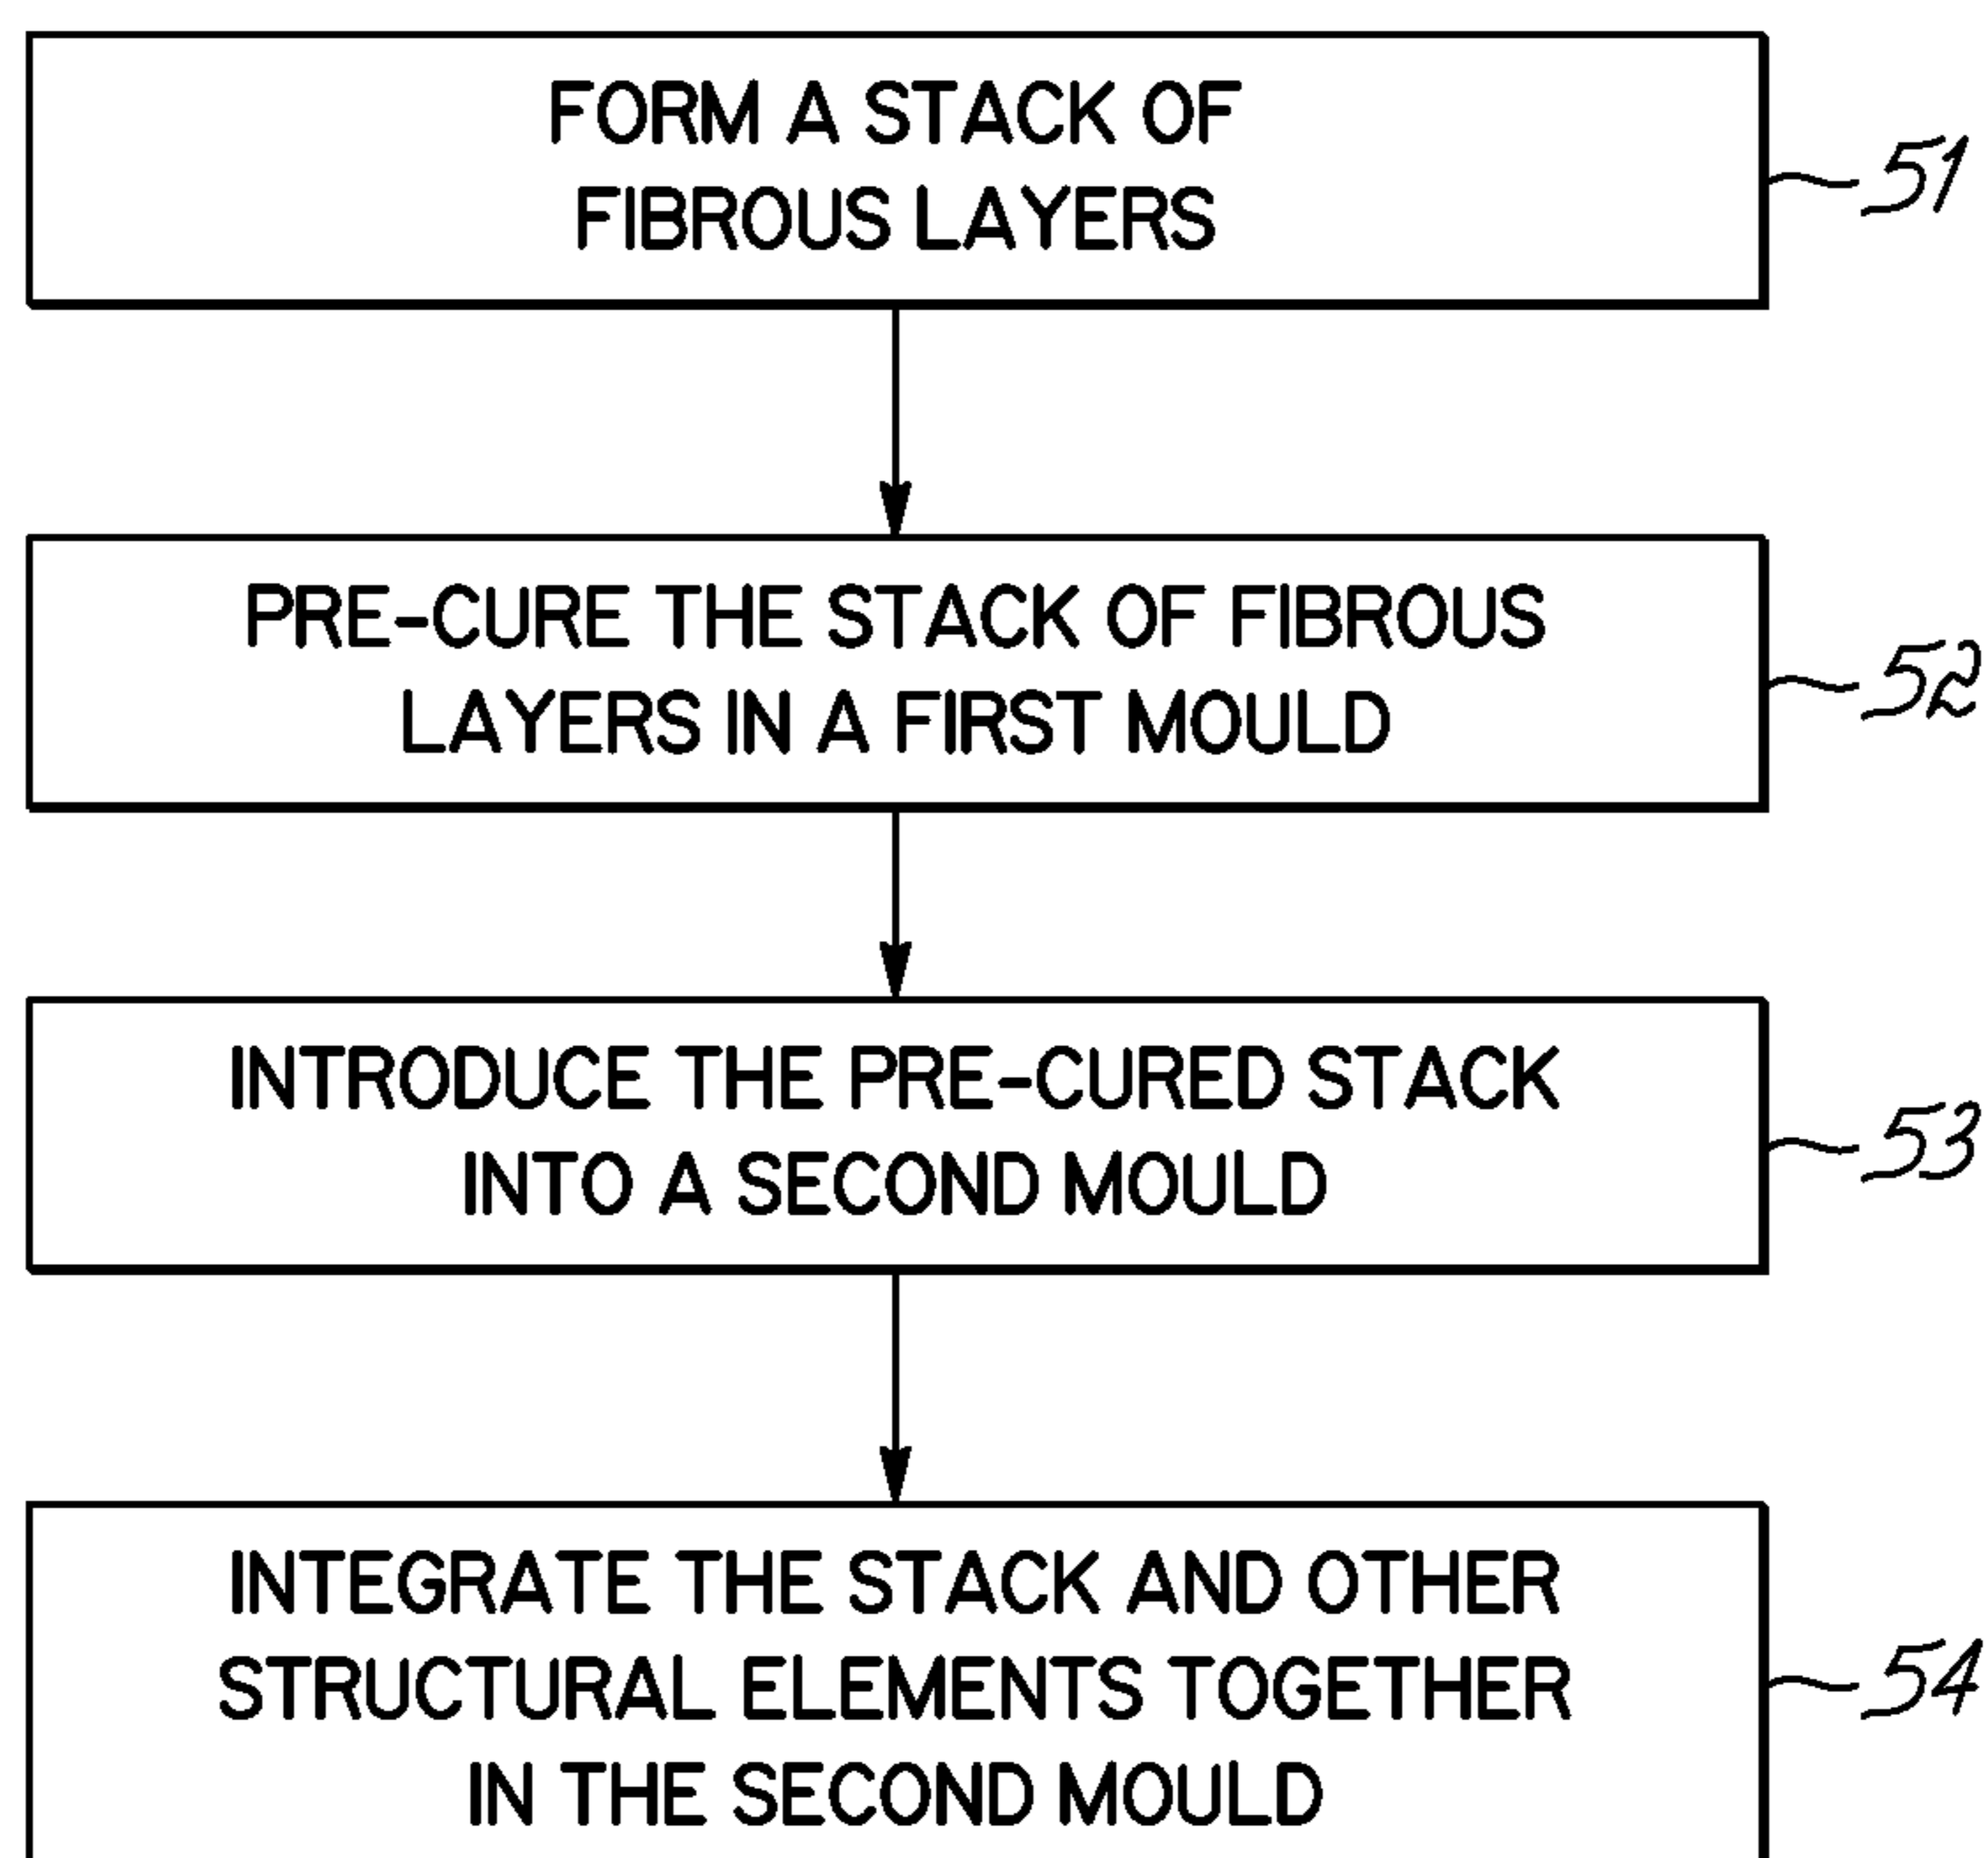 FORM A STACK OF
FIBROUS LAYERS
51
PRE-CURE THE STACK OF FIBROUS
LAYERS IN A FIRST MOULD
52
INTRODUCE THE PRE-CURED STACK
INTO A SECOND MOULD
53
INTEGRATE THE STACK AND OTHER
STRUCTURAL ELEMENTS TOGETHER
IN THE SECOND MOULD
54